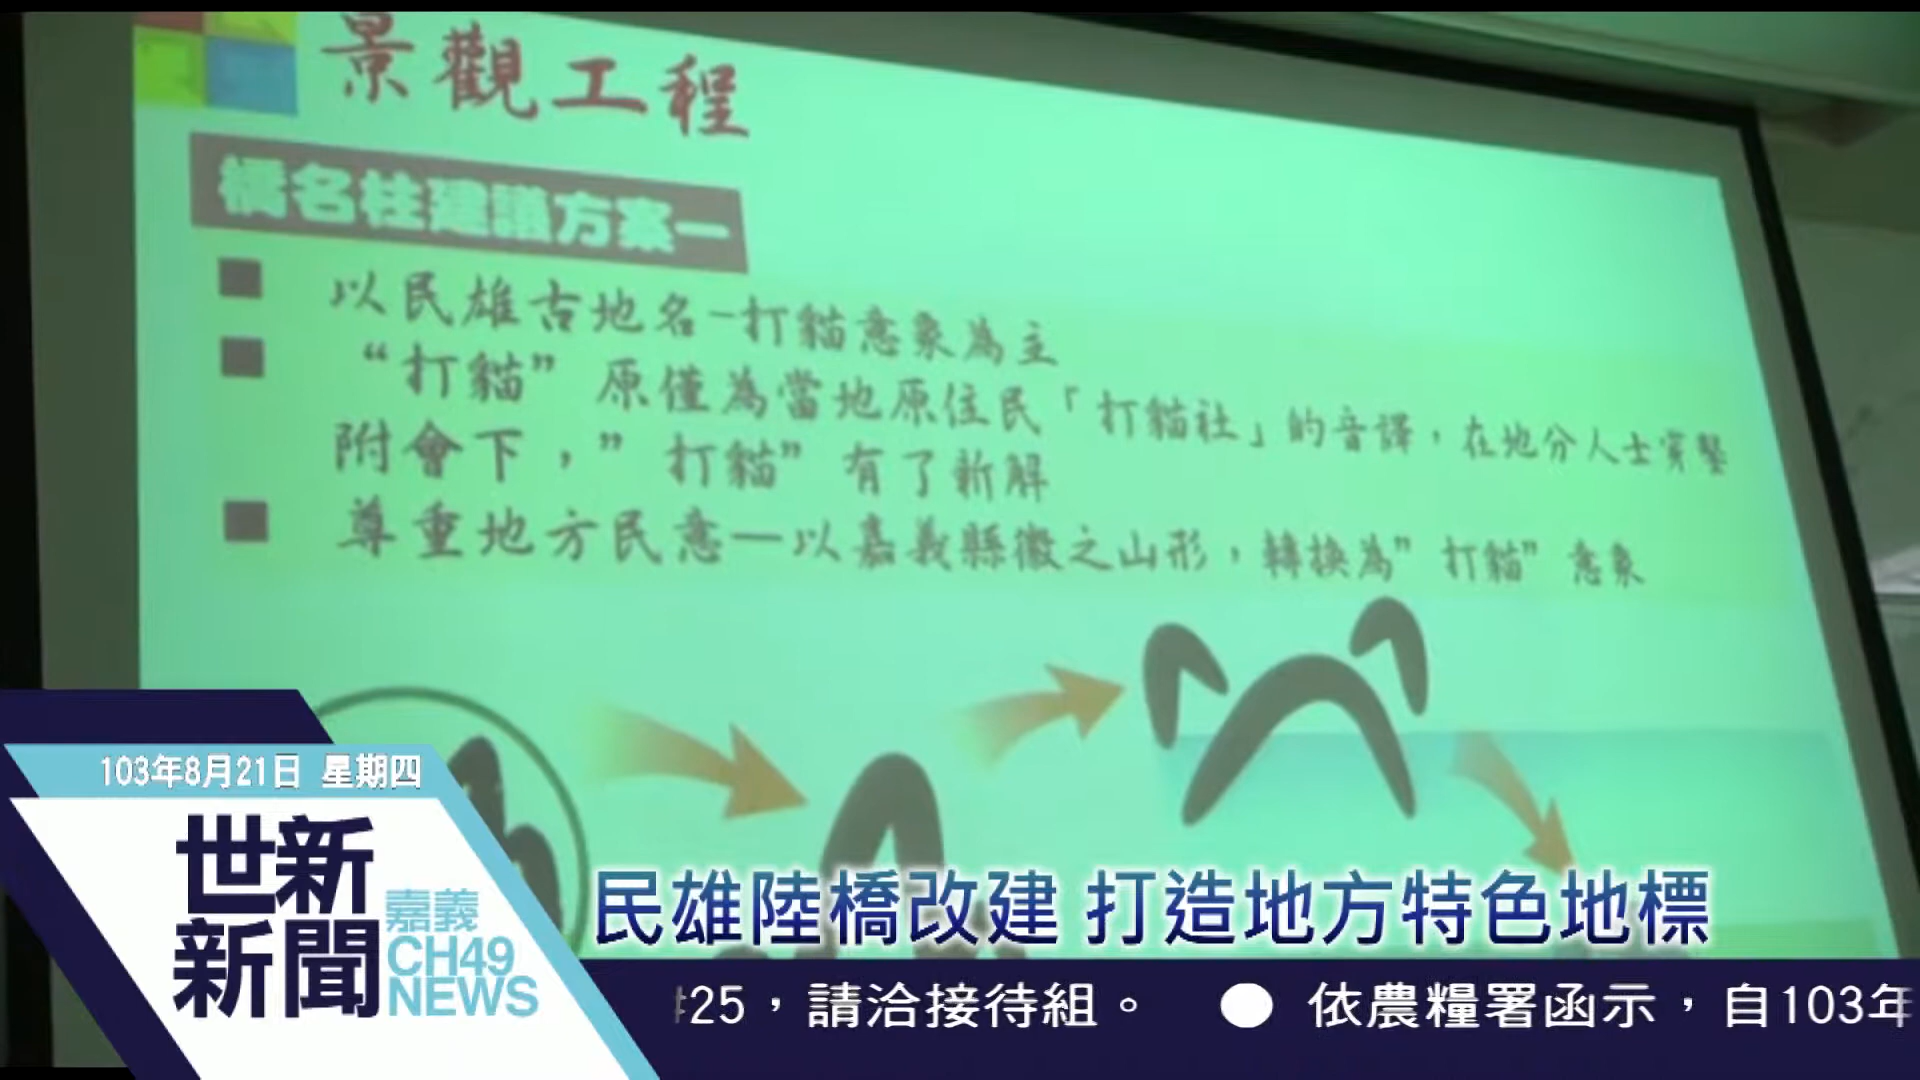 景觀工程
橋名柱建議方案一
■ 以民雄古地名-打貓意象為主
■ “打貓” 原僅為當地原住民「打貓社」的音譯，在地分人士穿鑿
附會下，” 打貓” 有了新解
■ 尊重地方民意—以嘉義縣徽之山形，轉換為” 打貓” 意象
103年8月21日 星期四
世新
新聞
嘉義
CH49
NEWS
民雄陸橋改建 打造地方特色地標
#25，請洽接待組。 ● 依農糧署函示，自103年